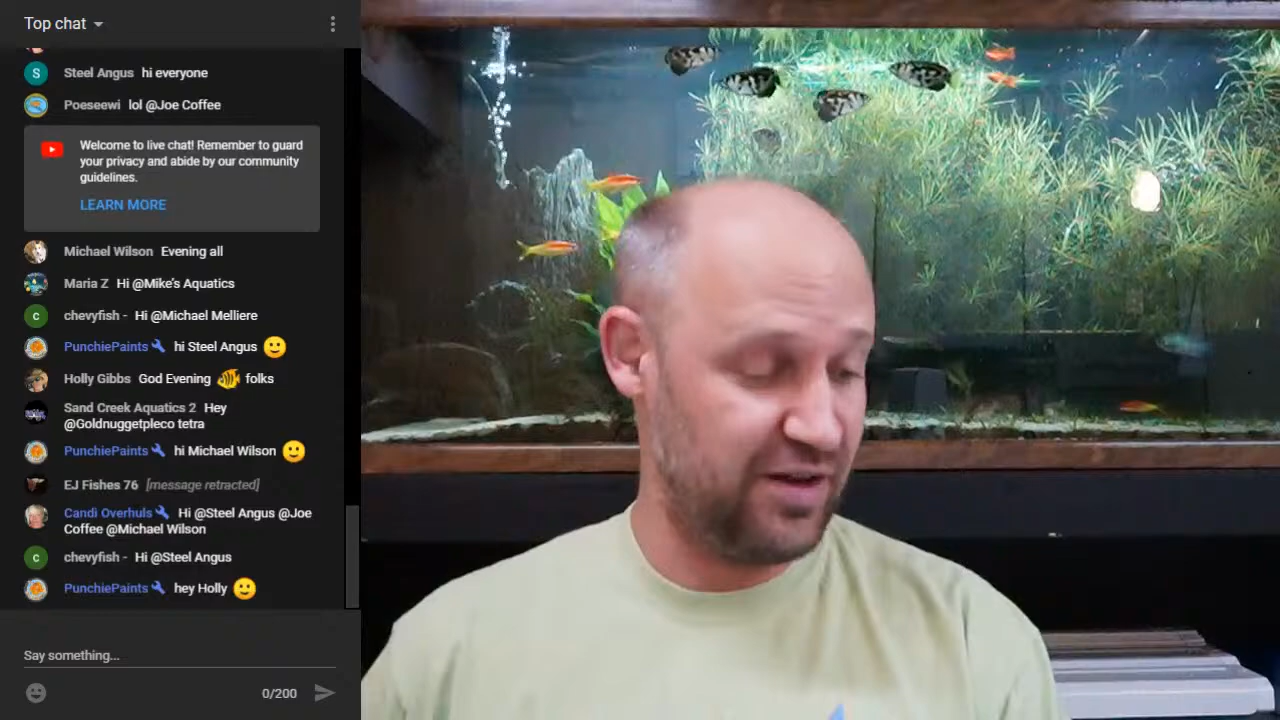 Top chat
S Steel Angus hi everyone
Poeseewi lol @Joe Coffee
Welcome to live chat! Remember to guard
your privacy and abide by our community
guidelines.
LEARN MORE
Michael Wilson Evening all
Maria Z Hi @Mike's Aquatics
c chevyfish - Hi @Michael Melliere
PunchiePaints hi Steel Angus
Holly Gibbs God Evening folks
Sand Creek Aquatics 2 Hey
@Goldnuggetpleco tetra
PunchiePaints hi Michael Wilson
EJ Fishes 76 [message retracted]
Candi Overhuls Hi @Steel Angus @Joe
Coffee @Michael Wilson
c chevyfish - Hi @Steel Angus
PunchiePaints hey Holly
Say something...
0/200